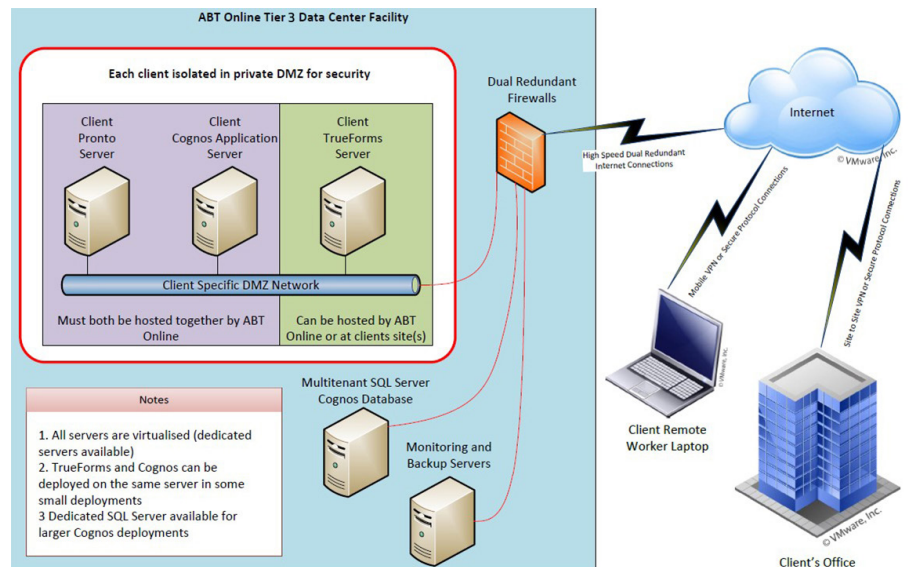 ABT Online Tier 3 Data Center Facility
Each client isolated in private DMZ for security
Client
Pronto
Server
Client
Cognos Application
Server
Client
TrueForms
Server
Client Specific DMZ Network
Must both be hosted together by ABT
Online
Can be hosted by ABT
Online or at clients site(s)
Dual Redundant
Firewalls
High Speed Dual Redundant
Internet Connections
Internet
© VMware, Inc.
Mobile VPN or Secure Protocol Connections
Site to Site VPN or Secure Protocol Connections
© VMware, Inc.
Client Remote
Worker Laptop
© VMware, Inc.
Client's Office
Multitenant SQL Server
Cognos Database
Monitoring and
Backup Servers
Notes
1. All servers are virtualised (dedicated
servers available)
2. TrueForms and Cognos can be
deployed on the same server in some
small deployments
3 Dedicated SQL Server available for
larger Cognos deployments